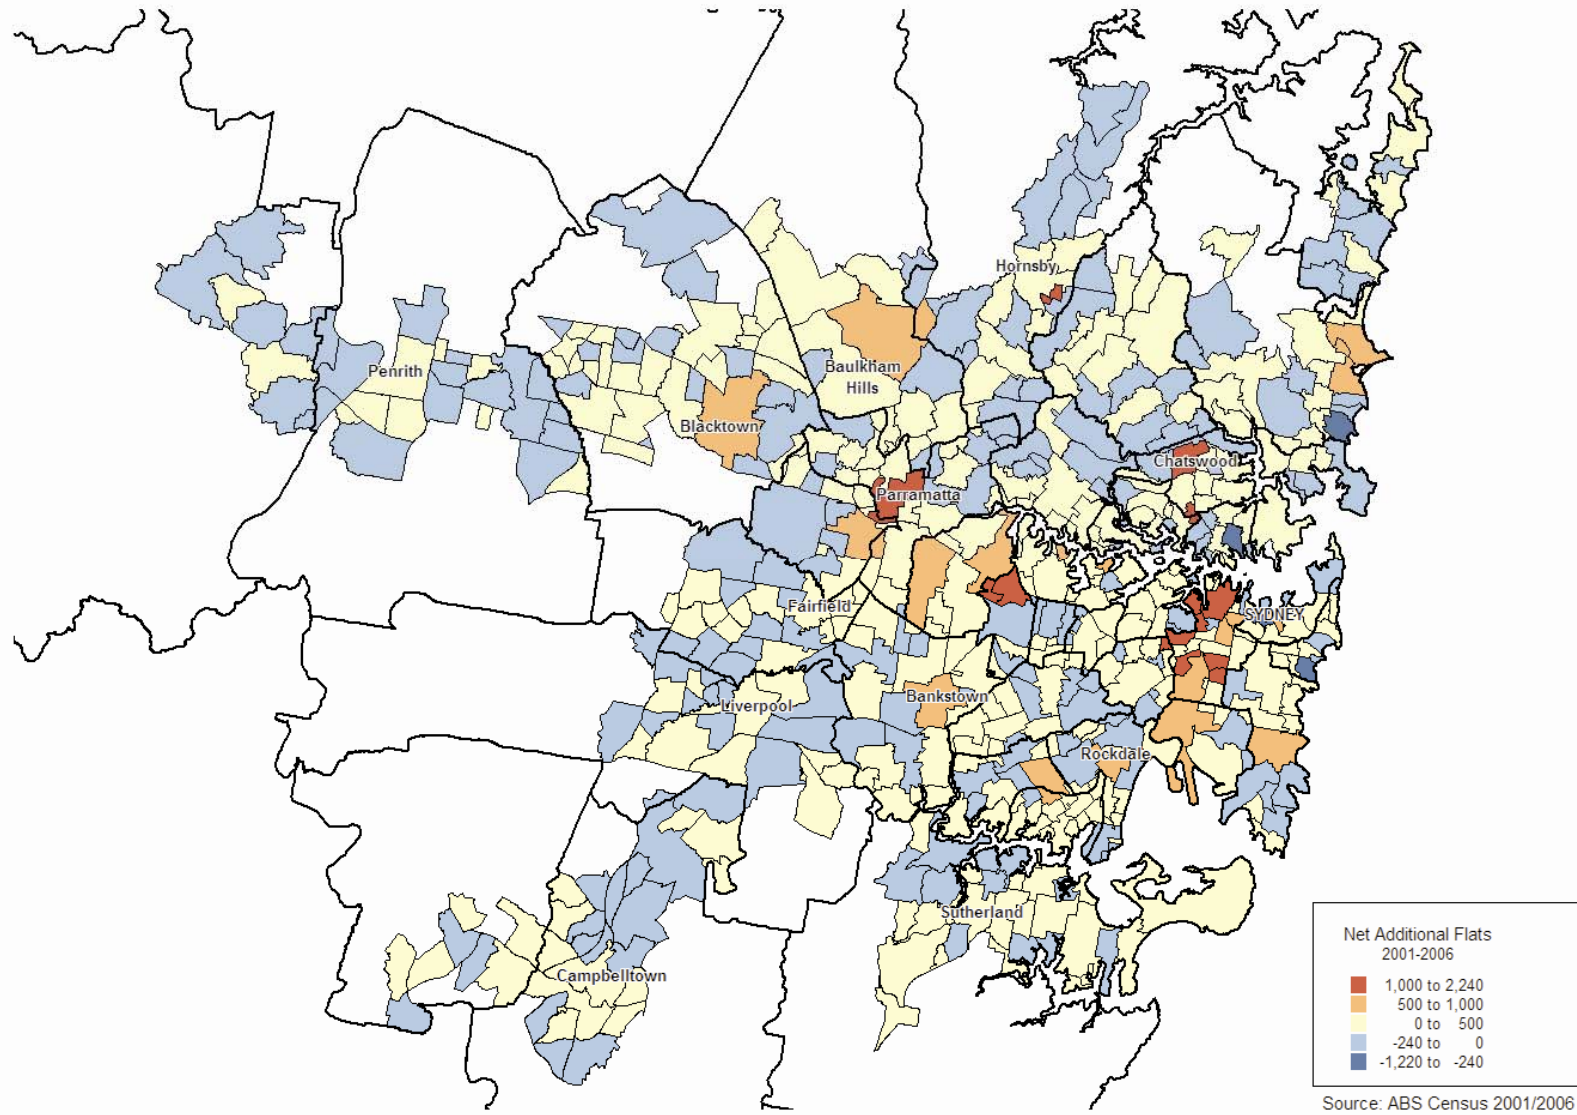 Hornsby
Penrith
Baulkham
Hills
Blacktown
Chatswood
Parramatta
Fairfield
SYDNEY
Bankstown
Liverpool
Rockdale
Sutherland
Campbelltown
Net Additional Flats
2001-2006
1,000 to 2,240
500 to 1,000
0 to 500
-240 to 0
-1,220 to -240
Source: ABS Census 2001/2006